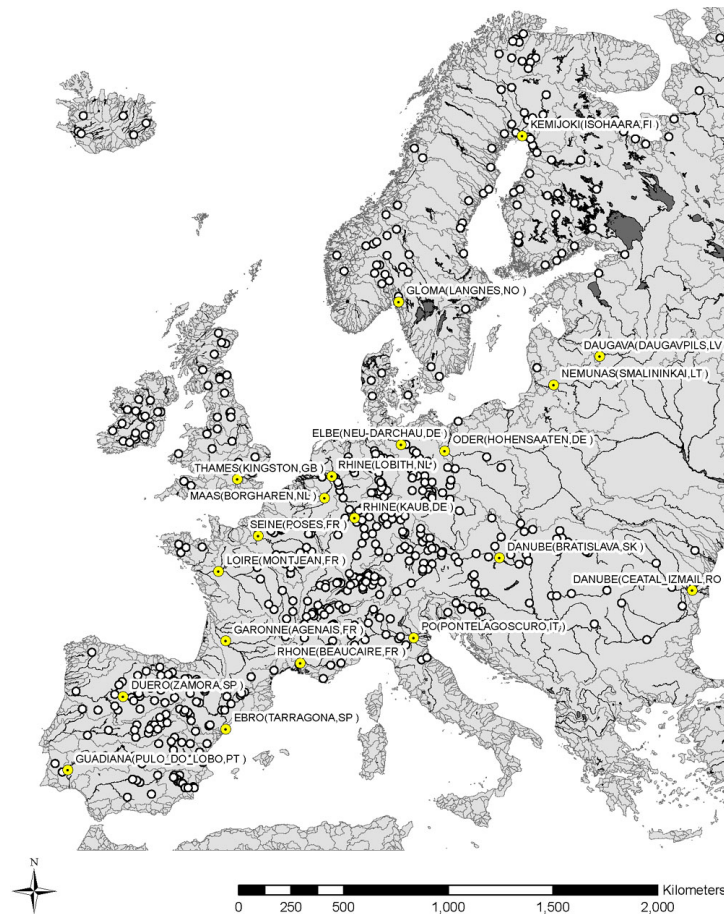 KEMIJOKI(ISOHAARA,FI)
GLOMA(LANGNES,NO)
DAUGAVA(DAUGAVPILS,LV
NEMUNAS(SMALININKAI,LT)
ELBE(NEU-DARCHAU,DE)
ODER(HOHENSAATEN,DE)
THAMES(KINGSTON,GB)
RHINE(LOBITH,NL)
MAAS(BORGHAREN,NL)
RHINE(KAUB,DE)
SEINE(POSES,FR)
DANUBE(BRATISLAVA,SK)
LOIRE(MONTJEAN,FR)
DANUBE(CEATAL_IZMAIL,RO
GARONNE(AGENAIS,FR)
PO(PONTELAGOSCURO,IT)
RHONE(BEAUCAIRE,FR)
DUERO(ZAMORA,SP)
EBRO(TARRAGONA,SP)
GUADIANA(PULO_DO_LOBO,PT)
N
Kilometers
0 250 500 1,000 1,500 2,000